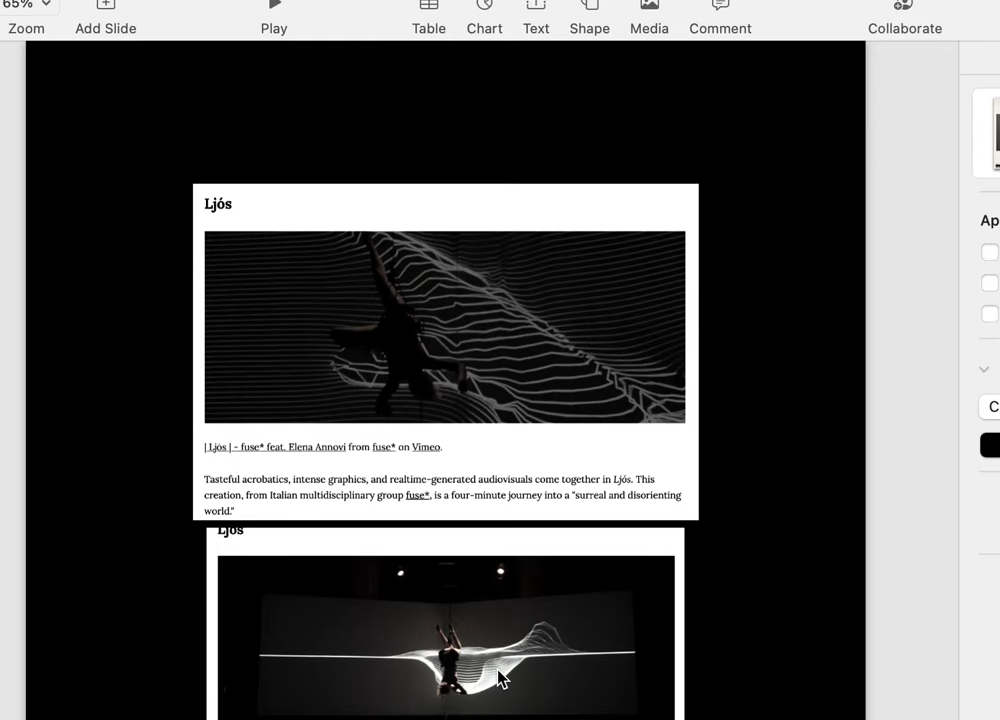 65%
Zoom Add Slide Play Table Chart Text Shape Media Comment Collaborate
Ljós
| Ljós | - fuse* feat. Elena Annovi from fuse* on Vimeo.
Tasteful acrobatics, intense graphics, and realtime-generated audiovisuals come together in Ljós. This
creation, from Italian multidisciplinary group fuse*, is a four-minute journey into a "surreal and disorienting
world."
Ljós
Ap
C